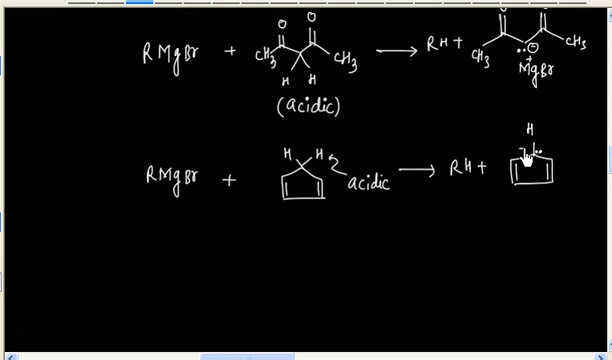 O O
RMgBr + CH3 CH3 → RH + CH3 CH3
H H ⊖ +MgBr
(acidic)
H H H
RMgBr + acidic → RH +